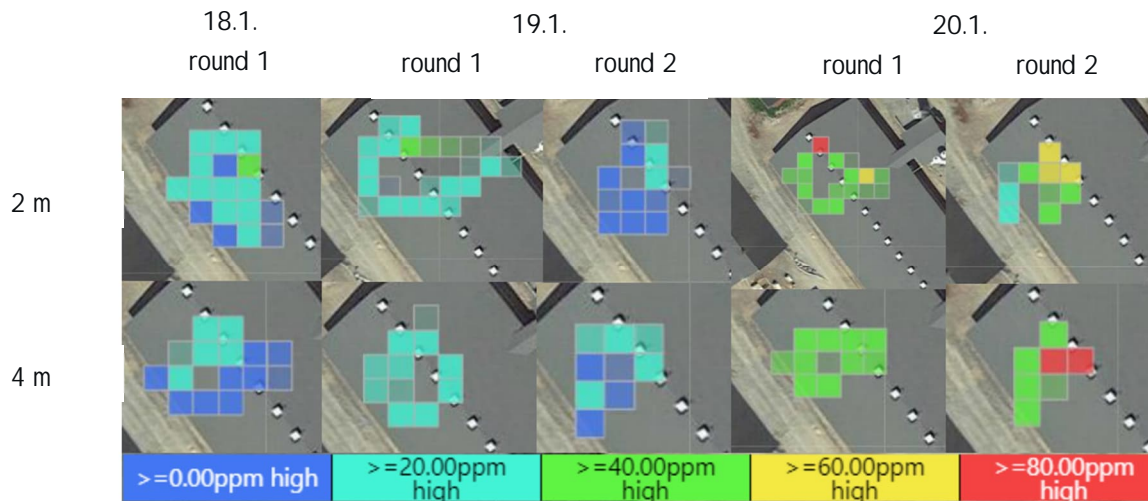 18.1.
19.1.
20.1.
round 1
round 1
round 2
round 1
round 2
2 m
4 m
>=0.00ppm high
>=20.00ppm
high
>=40.00ppm
high
>=60.00ppm
high
>=80.00ppm
high